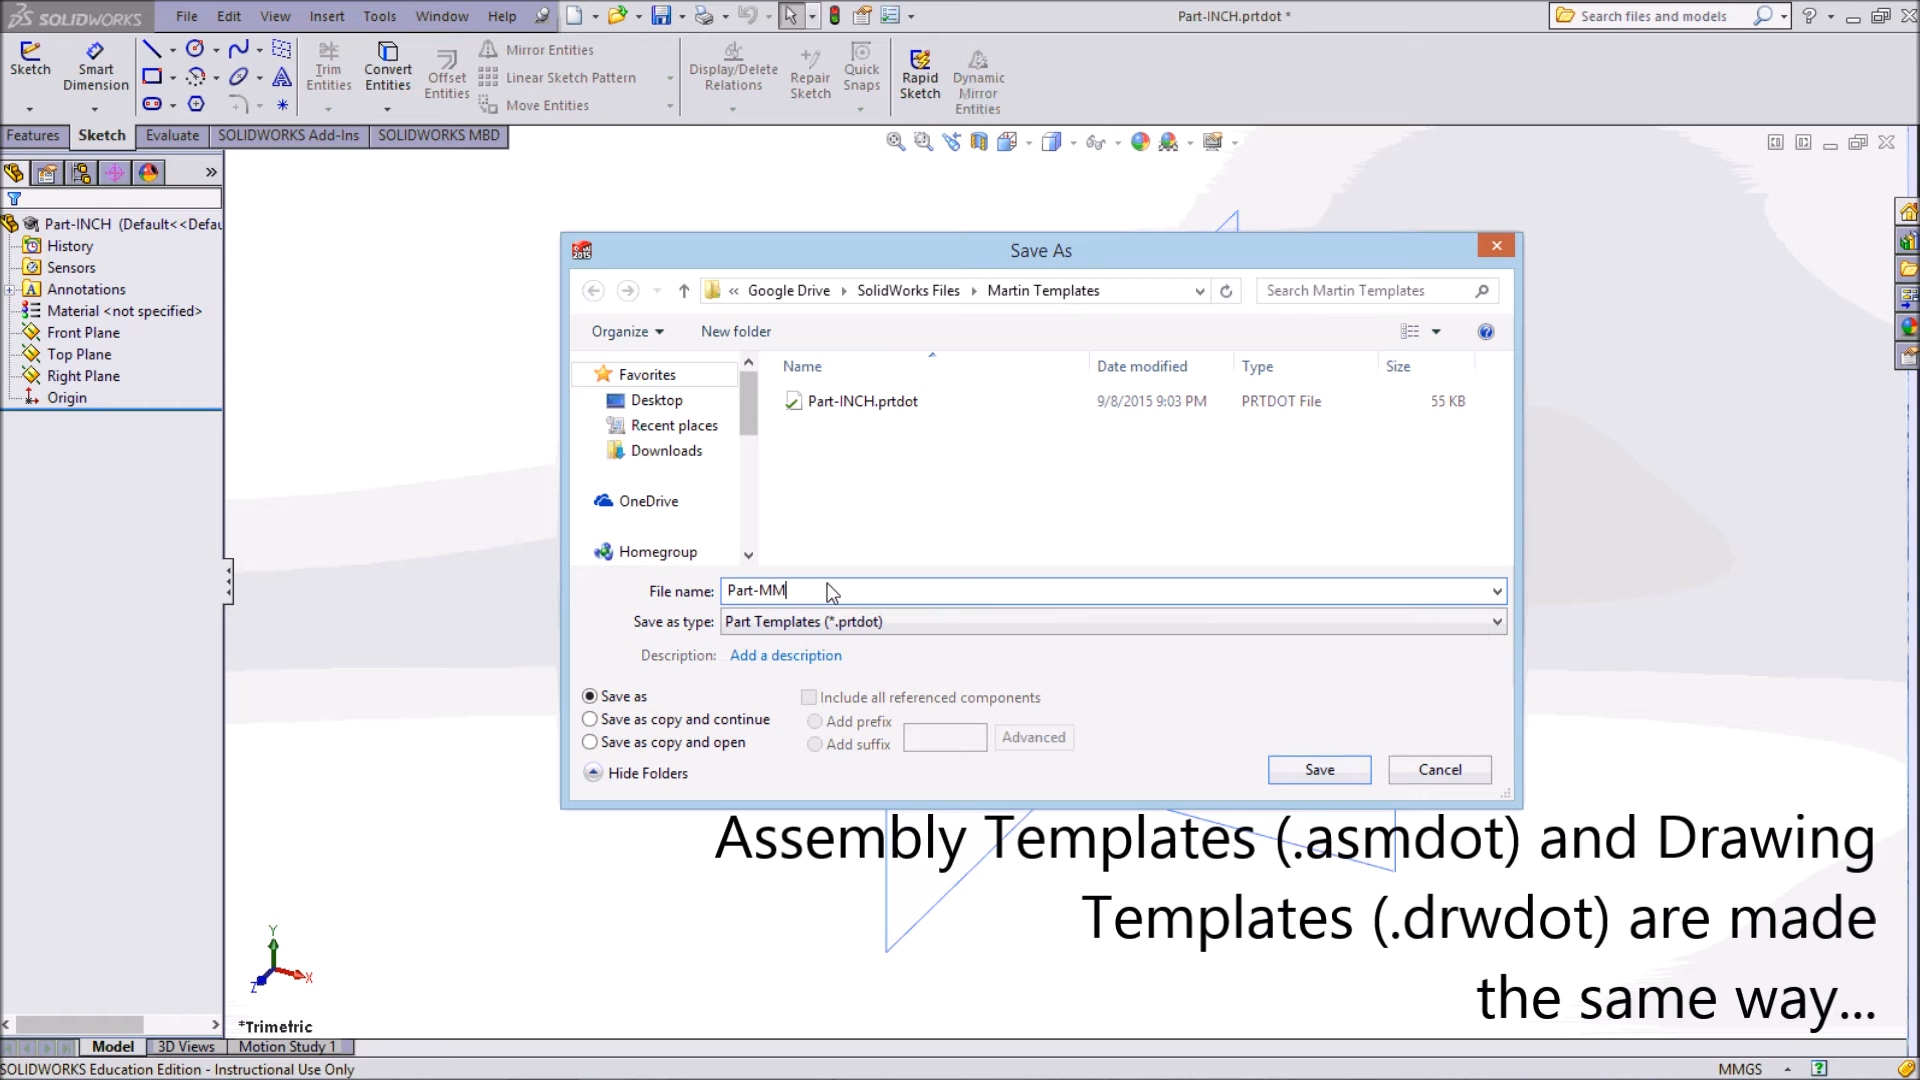 SOLIDWORKS File Edit View Insert Tools Window Help Part-INCH.prtdot * Search files and models
Sketch Smart Dimension Trim Entities Convert Entities Offset Entities Mirror Entities Linear Sketch Pattern Move Entities Display/Delete Relations Repair Sketch Quick Snaps Rapid Sketch Dynamic Mirror Entities
Features Sketch Evaluate SOLIDWORKS Add-Ins SOLIDWORKS MBD
Part-INCH (Default<<Defau
History
Sensors
Annotations
Material <not specified>
Front Plane
Top Plane
Right Plane
Origin
Save As
« Google Drive SolidWorks Files Martin Templates Search Martin Templates
Organize New folder
Name Date modified Type Size
Favorites
Desktop
Recent places
Downloads
OneDrive
Homegroup
Part-INCH.prtdot 9/8/2015 9:03 PM PRTDOT File 55 KB
File name: Part-MM
Save as type: Part Templates (*.prtdot)
Description: Add a description
Save as
Save as copy and continue
Save as copy and open
Include all referenced components
Add prefix
Add suffix
Advanced
Hide Folders
Save Cancel
Assembly Templates (.asmdot) and Drawing
Templates (.drwdot) are made
the same way...
Y
X
Z
*Trimetric
Model 3D Views Motion Study 1
SOLIDWORKS Education Edition - Instructional Use Only MMGS